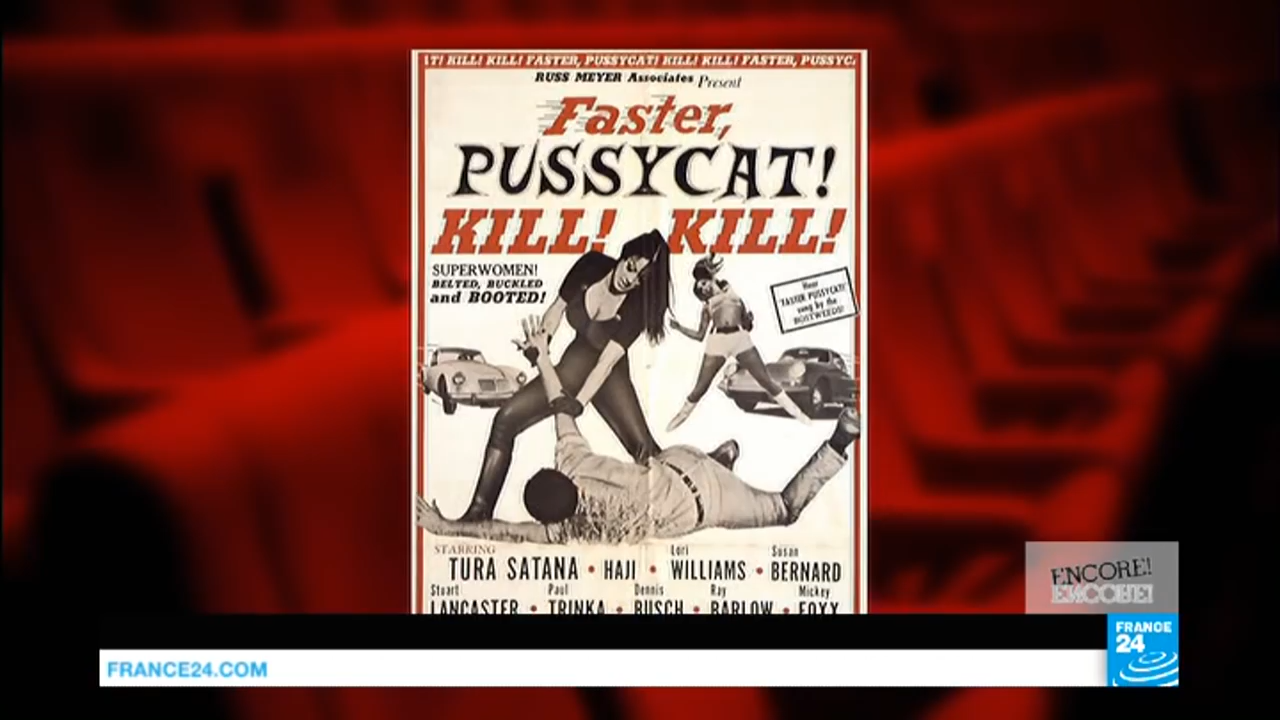 IT! KILL! KILL! FASTER, PUSSYCAT! KILL! KILL! FASTER, PUSSYC.
RUSS MEYER Associates Present
Faster,
PUSSYCAT!
KILL! KILL!
SUPERWOMEN!
BELTED, BUCKLED
and BOOTED!
Hear
'FASTER PUSSYCAT!'
sung by the
BOSTWEEDS!
STARRING
TURA SATANA • HAJI • Lori WILLIAMS • Susan BERNARD
Stuart LANCASTER • Paul TRINKA • Dennis BUSCH • Ray BARLOW • Mickey FOXX
ENCORE!
ENCORE!
FRANCE
24
FRANCE24.COM